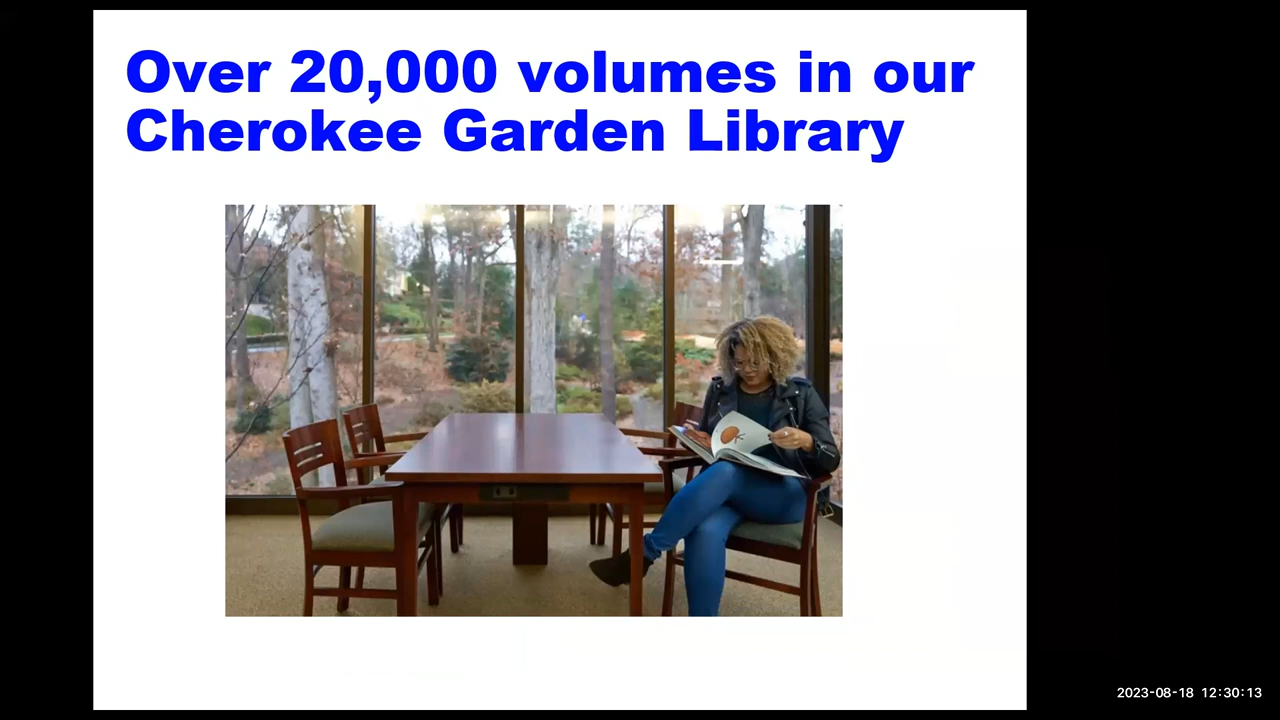 Over 20,000 volumes in our
Cherokee Garden Library
2023-08-18 12:30:13